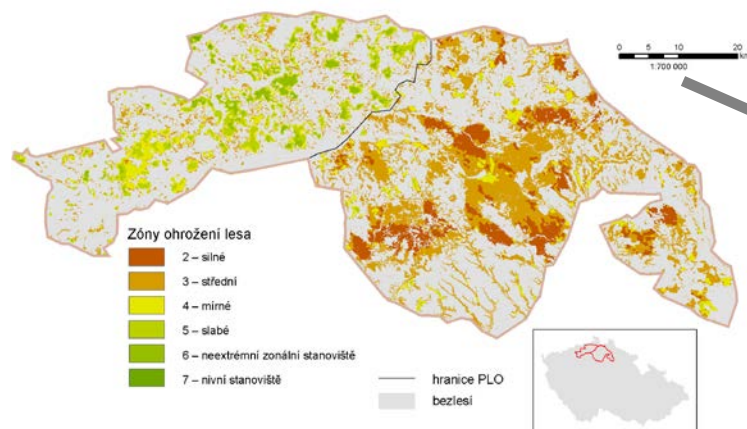 0 5 10 20
km
1:700 000
Zóny ohrožení lesa
2 – silné
3 – střední
4 – mírné
5 – slabé
6 – neextrémní zonální stanoviště
7 – nivní stanoviště
hranice PLO
bezlesí